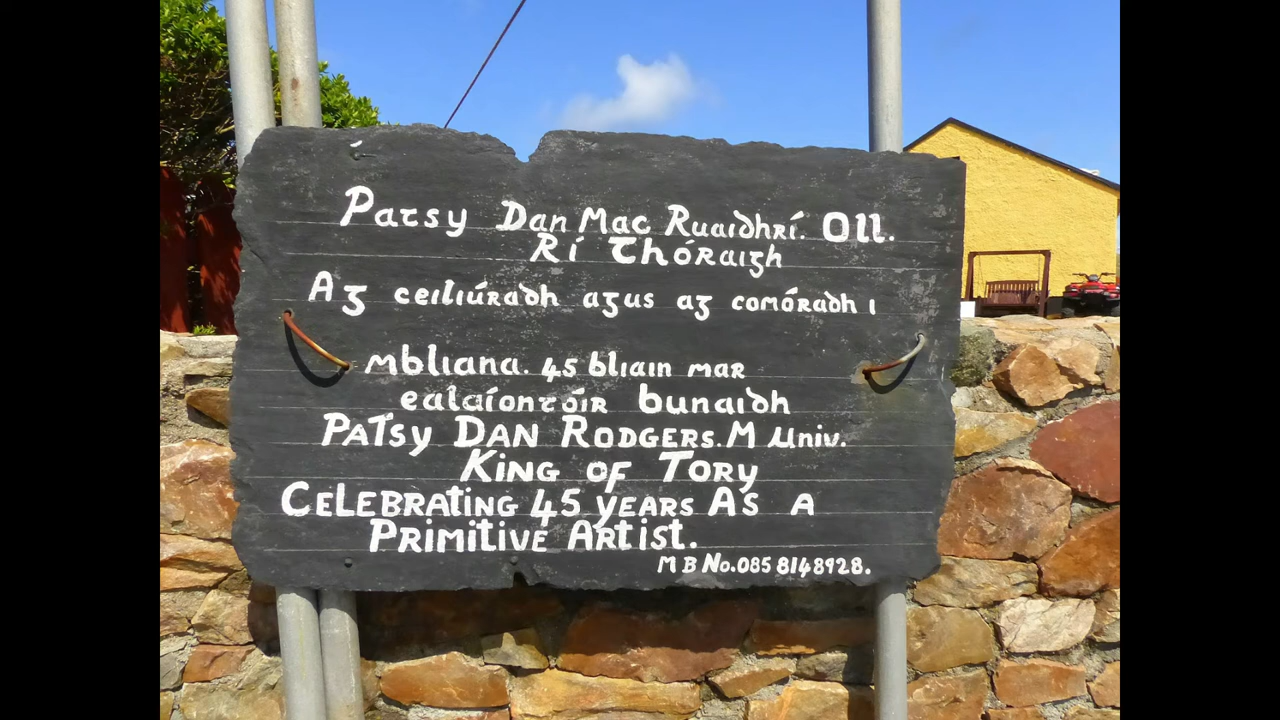 Patsy Dan Mac Ruaidhrí. Oll.
Rí Thóraigh
Ag ceiliúradh agus ag comóradh i
mbliana. 45 bliain mar
ealaíontóir bunaidh
PATSy DAN RODGERS. M Univ.
KING OF TORy
CELEBRATING 45 yEARS AS A
PRIMITIVE ARTIST.
M B No. 085 8148928.